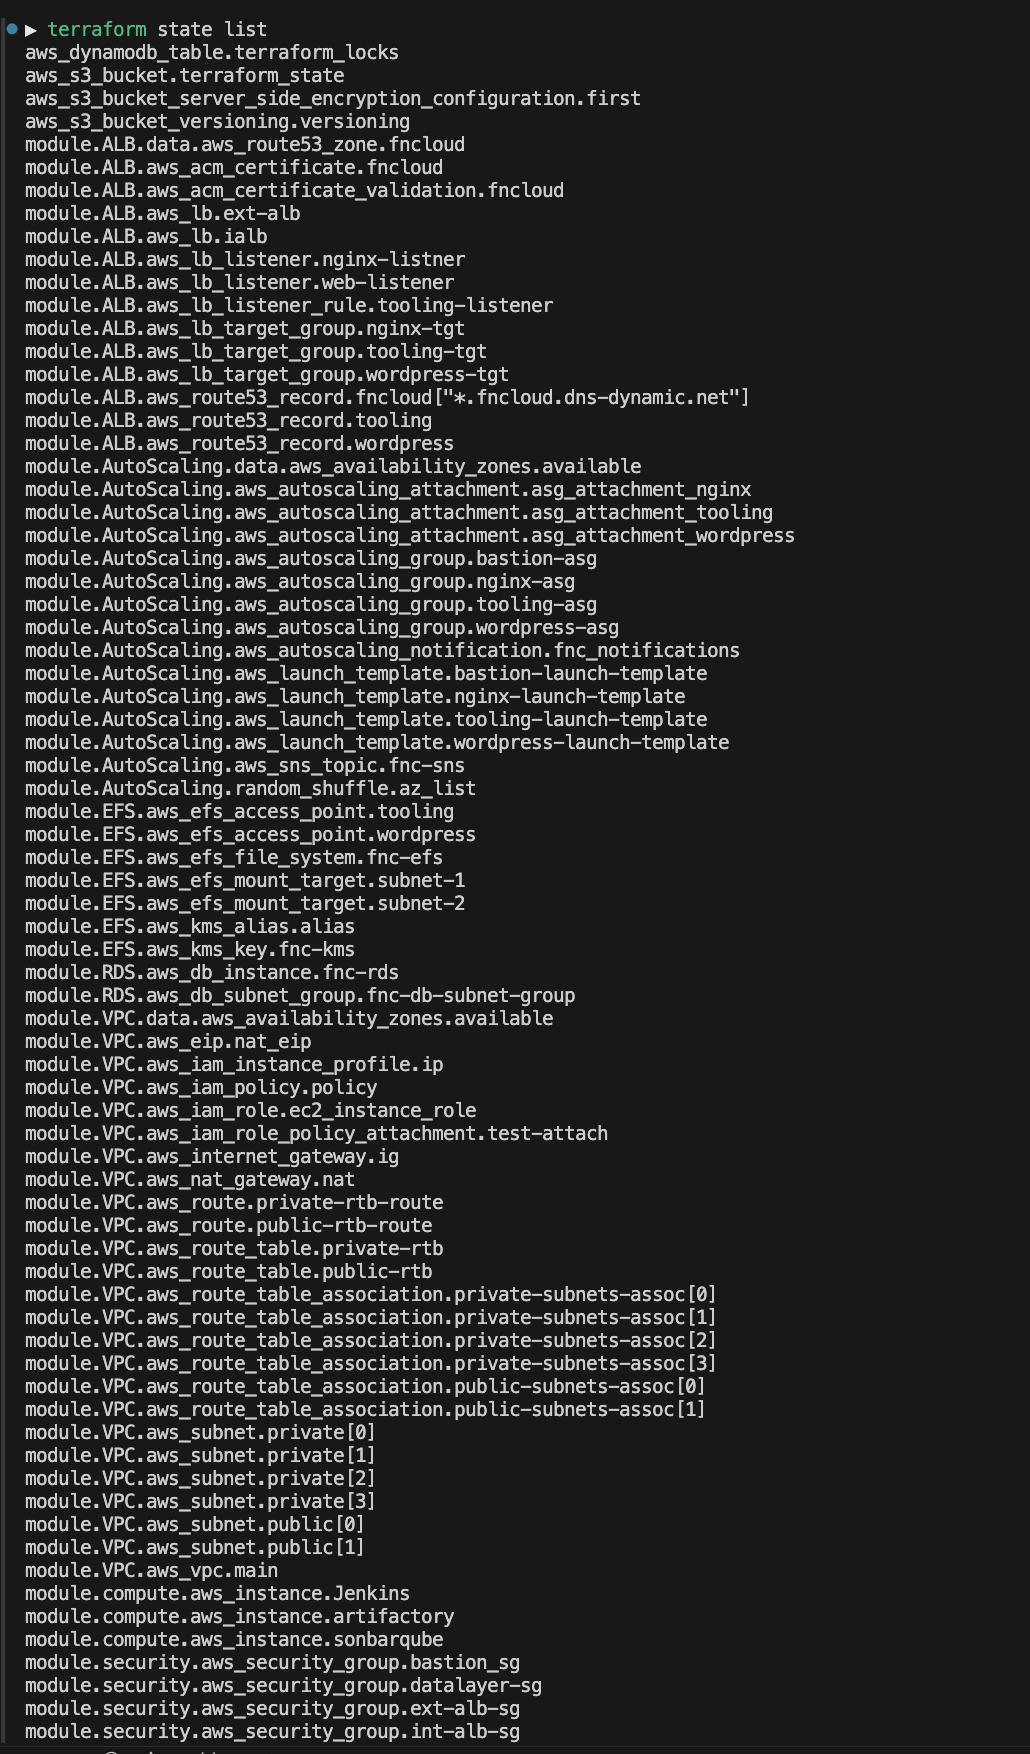 ▶ terraform state list
aws_dynamodb_table.terraform_locks
aws_s3_bucket.terraform_state
aws_s3_bucket_server_side_encryption_configuration.first
aws_s3_bucket_versioning.versioning
module.ALB.data.aws_route53_zone.fncloud
module.ALB.aws_acm_certificate.fncloud
module.ALB.aws_acm_certificate_validation.fncloud
module.ALB.aws_lb.ext-alb
module.ALB.aws_lb.ialb
module.ALB.aws_lb_listener.nginx-listner
module.ALB.aws_lb_listener.web-listener
module.ALB.aws_lb_listener_rule.tooling-listener
module.ALB.aws_lb_target_group.nginx-tgt
module.ALB.aws_lb_target_group.tooling-tgt
module.ALB.aws_lb_target_group.wordpress-tgt
module.ALB.aws_route53_record.fncloud["*.fncloud.dns-dynamic.net"]
module.ALB.aws_route53_record.tooling
module.ALB.aws_route53_record.wordpress
module.AutoScaling.data.aws_availability_zones.available
module.AutoScaling.aws_autoscaling_attachment.asg_attachment_nginx
module.AutoScaling.aws_autoscaling_attachment.asg_attachment_tooling
module.AutoScaling.aws_autoscaling_attachment.asg_attachment_wordpress
module.AutoScaling.aws_autoscaling_group.bastion-asg
module.AutoScaling.aws_autoscaling_group.nginx-asg
module.AutoScaling.aws_autoscaling_group.tooling-asg
module.AutoScaling.aws_autoscaling_group.wordpress-asg
module.AutoScaling.aws_autoscaling_notification.fnc_notifications
module.AutoScaling.aws_launch_template.bastion-launch-template
module.AutoScaling.aws_launch_template.nginx-launch-template
module.AutoScaling.aws_launch_template.tooling-launch-template
module.AutoScaling.aws_launch_template.wordpress-launch-template
module.AutoScaling.aws_sns_topic.fnc-sns
module.AutoScaling.random_shuffle.az_list
module.EFS.aws_efs_access_point.tooling
module.EFS.aws_efs_access_point.wordpress
module.EFS.aws_efs_file_system.fnc-efs
module.EFS.aws_efs_mount_target.subnet-1
module.EFS.aws_efs_mount_target.subnet-2
module.EFS.aws_kms_alias.alias
module.EFS.aws_kms_key.fnc-kms
module.RDS.aws_db_instance.fnc-rds
module.RDS.aws_db_subnet_group.fnc-db-subnet-group
module.VPC.data.aws_availability_zones.available
module.VPC.aws_eip.nat_eip
module.VPC.aws_iam_instance_profile.ip
module.VPC.aws_iam_policy.policy
module.VPC.aws_iam_role.ec2_instance_role
module.VPC.aws_iam_role_policy_attachment.test-attach
module.VPC.aws_internet_gateway.ig
module.VPC.aws_nat_gateway.nat
module.VPC.aws_route.private-rtb-route
module.VPC.aws_route.public-rtb-route
module.VPC.aws_route_table.private-rtb
module.VPC.aws_route_table.public-rtb
module.VPC.aws_route_table_association.private-subnets-assoc[0]
module.VPC.aws_route_table_association.private-subnets-assoc[1]
module.VPC.aws_route_table_association.private-subnets-assoc[2]
module.VPC.aws_route_table_association.private-subnets-assoc[3]
module.VPC.aws_route_table_association.public-subnets-assoc[0]
module.VPC.aws_route_table_association.public-subnets-assoc[1]
module.VPC.aws_subnet.private[0]
module.VPC.aws_subnet.private[1]
module.VPC.aws_subnet.private[2]
module.VPC.aws_subnet.private[3]
module.VPC.aws_subnet.public[0]
module.VPC.aws_subnet.public[1]
module.VPC.aws_vpc.main
module.compute.aws_instance.Jenkins
module.compute.aws_instance.artifactory
module.compute.aws_instance.sonbarqube
module.security.aws_security_group.bastion_sg
module.security.aws_security_group.datalayer-sg
module.security.aws_security_group.ext-alb-sg
module.security.aws_security_group.int-alb-sg